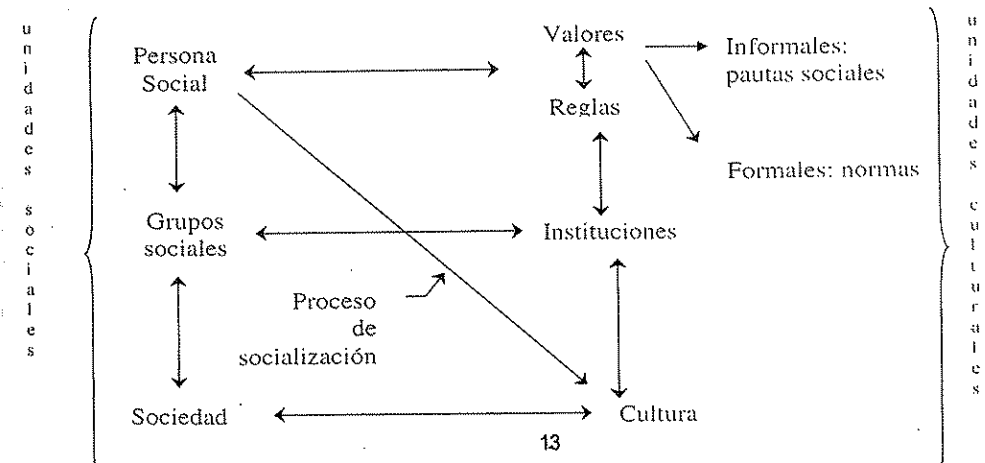 unidades sociales
Persona
Social
Grupos
sociales
Proceso
de
socialización
Sociedad
Valores
Reglas
Instituciones
Cultura
Informales:
pautas sociales
Formales: normas
unidades culturales
13